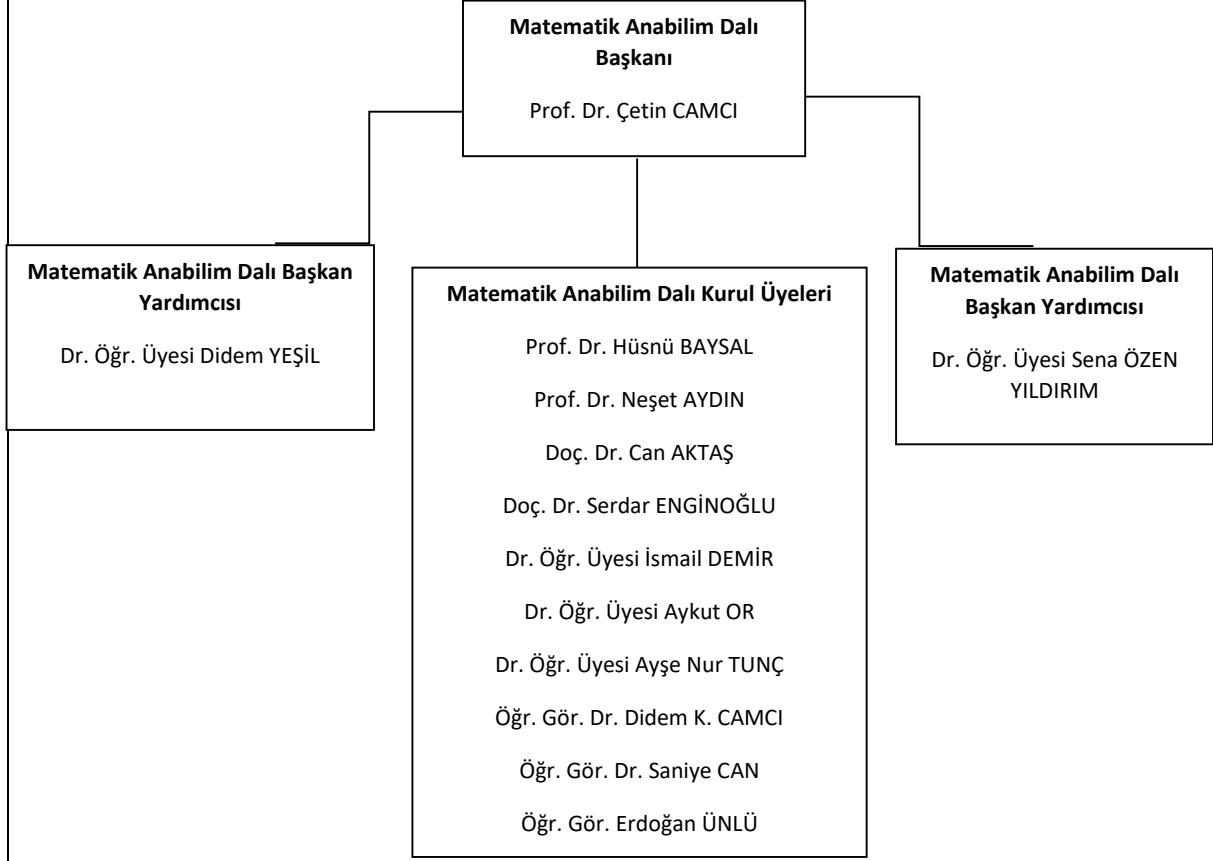 Matematik Anabilim Dalı
Başkanı
Prof. Dr. Çetin CAMCI
Matematik Anabilim Dalı Başkan
Yardımcısı
Dr. Öğr. Üyesi Didem YEŞİL
Matematik Anabilim Dalı Kurul Üyeleri
Prof. Dr. Hüsnü BAYSAL
Prof. Dr. Neşet AYDIN
Doç. Dr. Can AKTAŞ
Doç. Dr. Serdar ENGİNOĞLU
Dr. Öğr. Üyesi İsmail DEMİR
Dr. Öğr. Üyesi Aykut OR
Dr. Öğr. Üyesi Ayşe Nur TUNÇ
Öğr. Gör. Dr. Didem K. CAMCI
Öğr. Gör. Dr. Saniye CAN
Öğr. Gör. Erdoğan ÜNLÜ
Matematik Anabilim Dalı
Başkan Yardımcısı
Dr. Öğr. Üyesi Sena ÖZEN
YILDIRIM